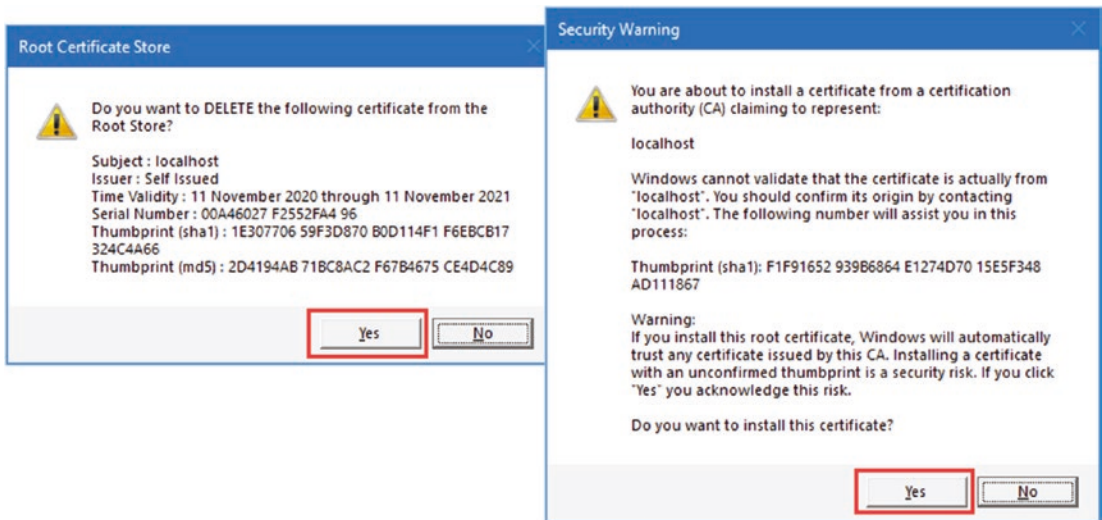 Root Certificate Store
Do you want to DELETE the following certificate from the
Root Store?
Subject : localhost
Issuer : Self Issued
Time Validity : 11 November 2020 through 11 November 2021
Serial Number : 00A46027 F2552FA4 96
Thumbprint (sha1) : 1E307706 59F3D870 B0D114F1 F6EBCB17
324C4A66
Thumbprint (md5) : 2D4194AB 71BC8AC2 F67B4675 CE4D4C89
Yes
No
Security Warning
You are about to install a certificate from a certification
authority (CA) claiming to represent:
localhost
Windows cannot validate that the certificate is actually from
"localhost". You should confirm its origin by contacting
"localhost". The following number will assist you in this
process:
Thumbprint (sha1): F1F91652 939B6864 E1274D70 15E5F348
AD111867
Warning:
If you install this root certificate, Windows will automatically
trust any certificate issued by this CA. Installing a certificate
with an unconfirmed thumbprint is a security risk. If you click
"Yes" you acknowledge this risk.
Do you want to install this certificate?
Yes
No